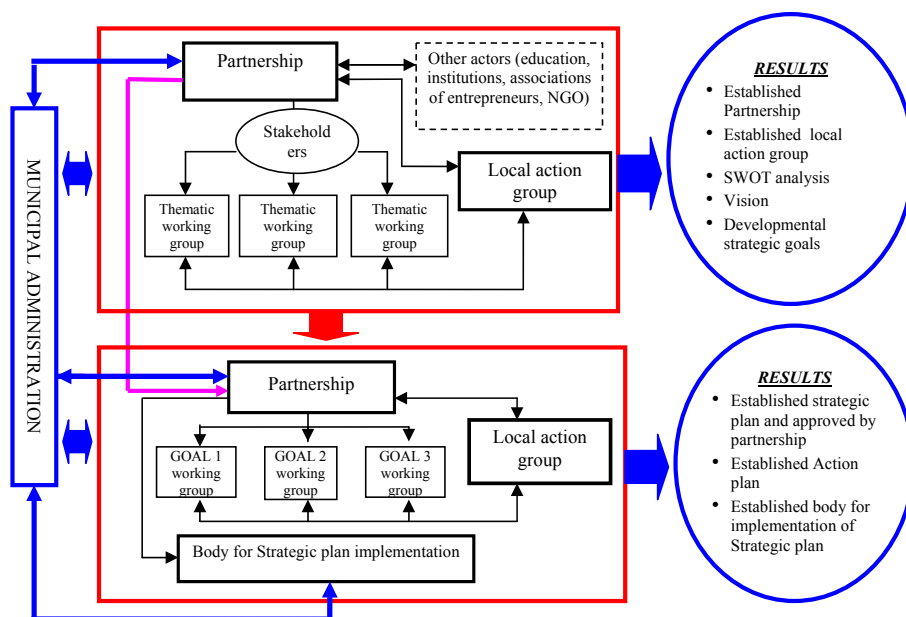 MUNICIPAL ADMINISTRATION
Partnership
Other actors (education,
institutions, associations
of entrepreneurs, NGO)
Stakehold
ers
Local action
group
Thematic
working
group
Thematic
working
group
Thematic
working
group
RESULTS
• Established
Partnership
• Established local
action group
• SWOT analysis
• Vision
• Developmental
strategic goals
Partnership
Local action
group
GOAL 1
working
group
GOAL 2
working
group
GOAL 3
working
group
Body for Strategic plan implementation
RESULTS
• Established strategic
plan and approved by
partnership
• Established Action
plan
• Established body for
implementation of
Strategic plan